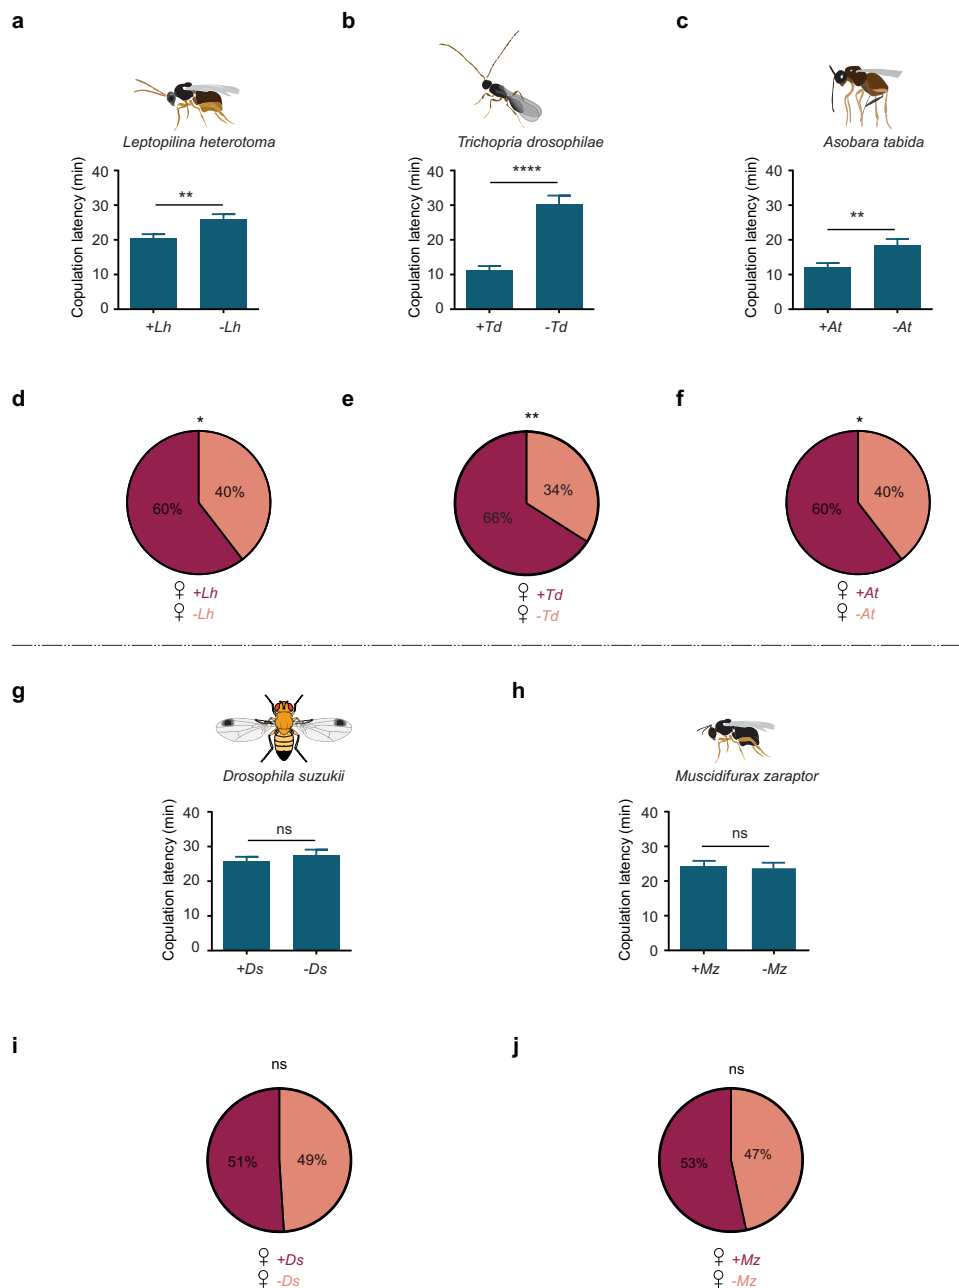 a
b
c
Leptopilina heterotoma
Trichopria drosophilae
Asobara tabida
Copulation latency (min)
40
30
20
10
0
**
+Lh
-Lh
Copulation latency (min)
40
30
20
10
0
****
+Td
-Td
Copulation latency (min)
40
30
20
10
0
**
+At
-At
d
*
60%
40%
♀ +Lh
♀ -Lh
e
**
66%
34%
♀ +Td
♀ -Td
f
*
60%
40%
♀ +At
♀ -At
g
h
Drosophila suzukii
Muscidifurax zaraptor
Copulation latency (min)
40
30
20
10
0
ns
+Ds
-Ds
Copulation latency (min)
40
30
20
10
0
ns
+Mz
-Mz
i
ns
51%
49%
♀ +Ds
♀ -Ds
j
ns
53%
47%
♀ +Mz
♀ -Mz